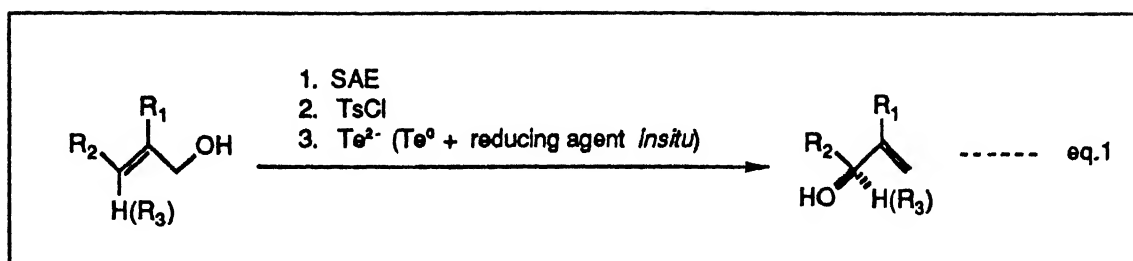 1. SAE
2. TsCl
3. Te²⁻ (Te⁰ + reducing agent insitu)
R₁
R₂
OH
H(R₃)
R₁
R₂
HO
H(R₃)
------ eq.1